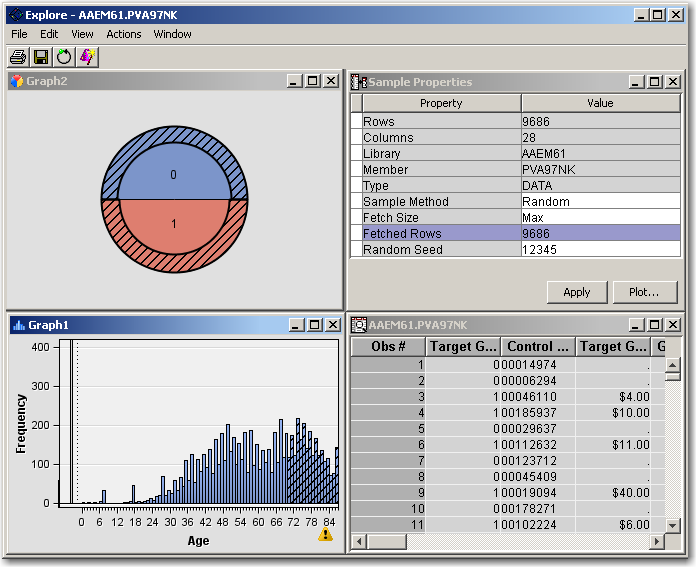 Explore - AAEM61.PVA97NK
File Edit View Actions Window
Graph2
0
1
Sample Properties
Property Value
Rows 9686
Columns 28
Library AAEM61
Member PVA97NK
Type DATA
Sample Method Random
Fetch Size Max
Fetched Rows 9686
Random Seed 12345
Apply Plot...
Graph1
400
300
200
100
0
Frequency
0 6 12 18 24 30 36 42 48 54 60 66 72 78 84
Age
AAEM61.PVA97NK
Obs # Target G... Control ... Target G... G
1 0 00014974 .
2 0 00006294 .
3 1 00046110 $4.00
4 1 00185937 $10.00
5 0 00029637 .
6 1 00112632 $11.00
7 0 00123712 .
8 0 00045409 .
9 1 00019094 $40.00
10 0 00178271 .
11 1 00102224 $6.00